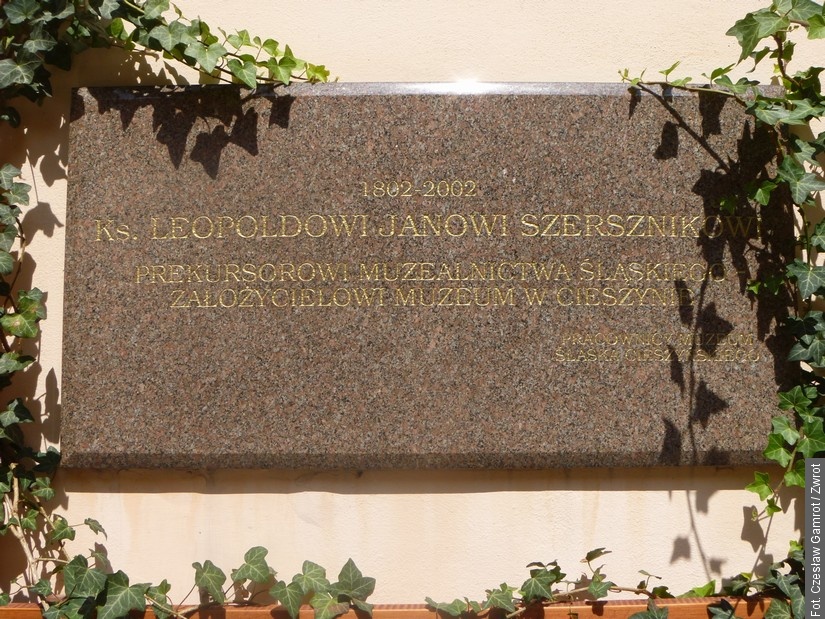 1802-2002
Ks. LEOPOLDOWI JANOWI SZERSZNIKOWI
PREKURSOROWI MUZEALNICTWA ŚLĄSKIEGO
ZAŁOŻYCIELOWI MUZEUM W CIESZYNIE
PRACOWNICY MUZEUM
ŚLĄSKA CIESZYŃSKIEGO
Fot. Czesław Gamrot / Zwrot